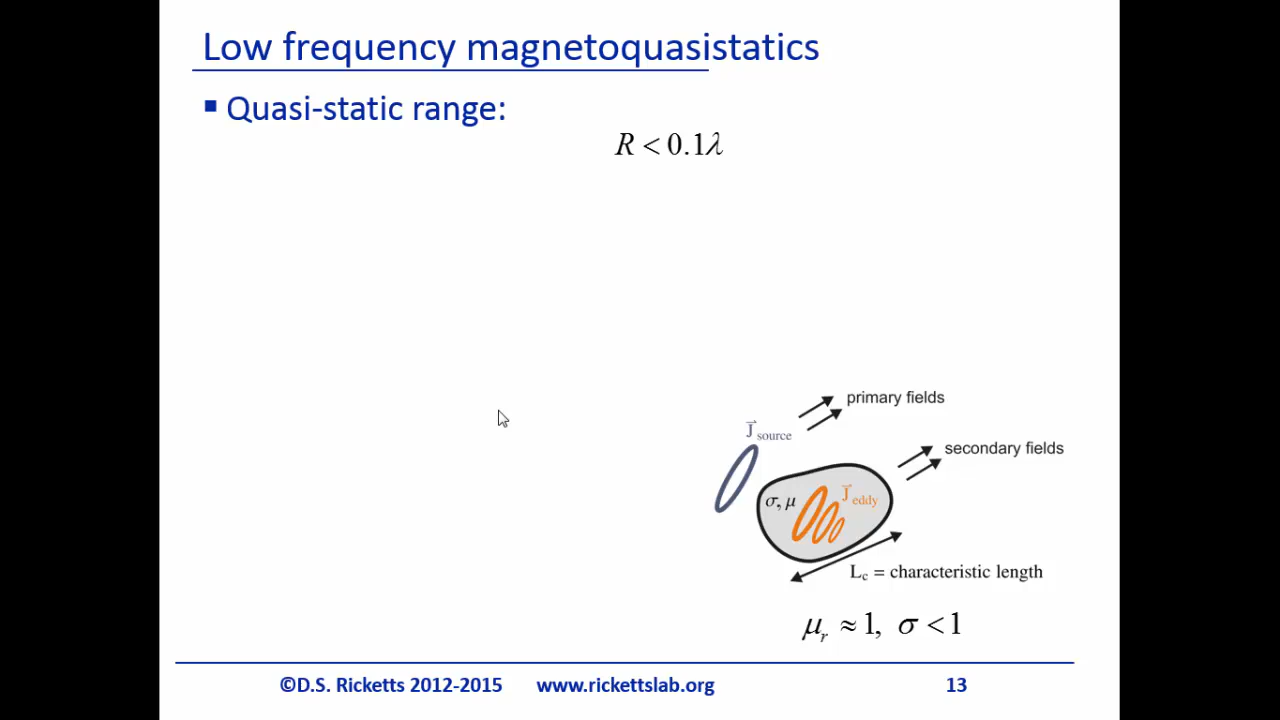 Low frequency magnetoquasistatics
▪ Quasi-static range:
R < 0.1λ
primary fields
J⃗ source
secondary fields
σ, μ
J⃗ eddy
Lc = characteristic length
μr ≈ 1, σ < 1
©D.S. Ricketts 2012-2015 www.rickettslab.org 13